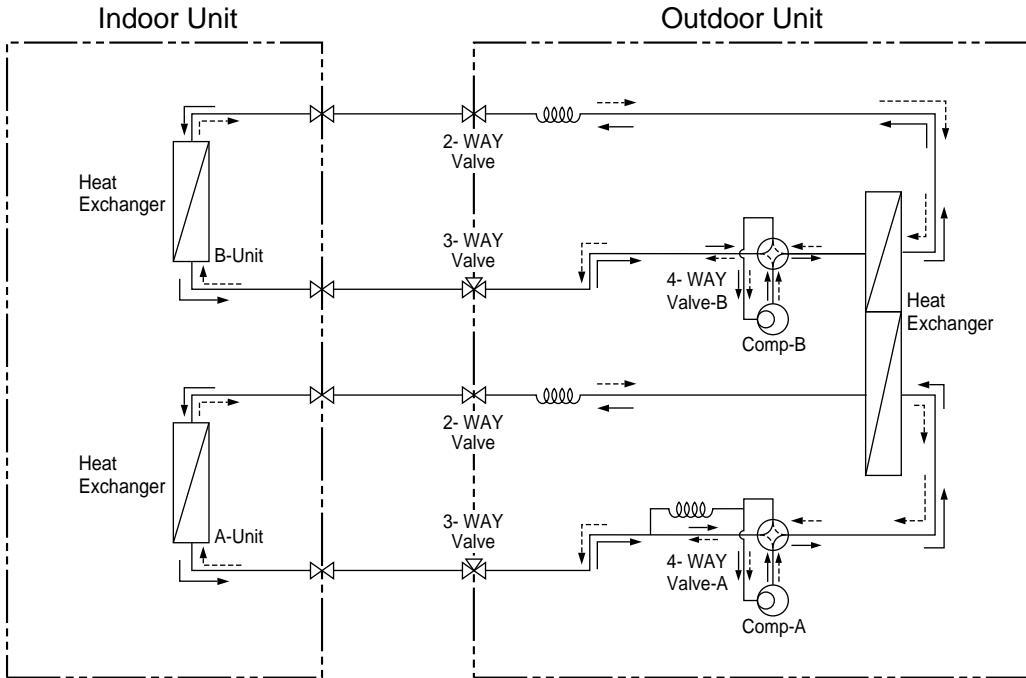 Indoor Unit
Outdoor Unit
2- WAY
Valve
Heat
Exchanger
B-Unit
3- WAY
Valve
4- WAY
Valve-B
Comp-B
Heat
Exchanger
2- WAY
Valve
Heat
Exchanger
A-Unit
3- WAY
Valve
4- WAY
Valve-A
Comp-A